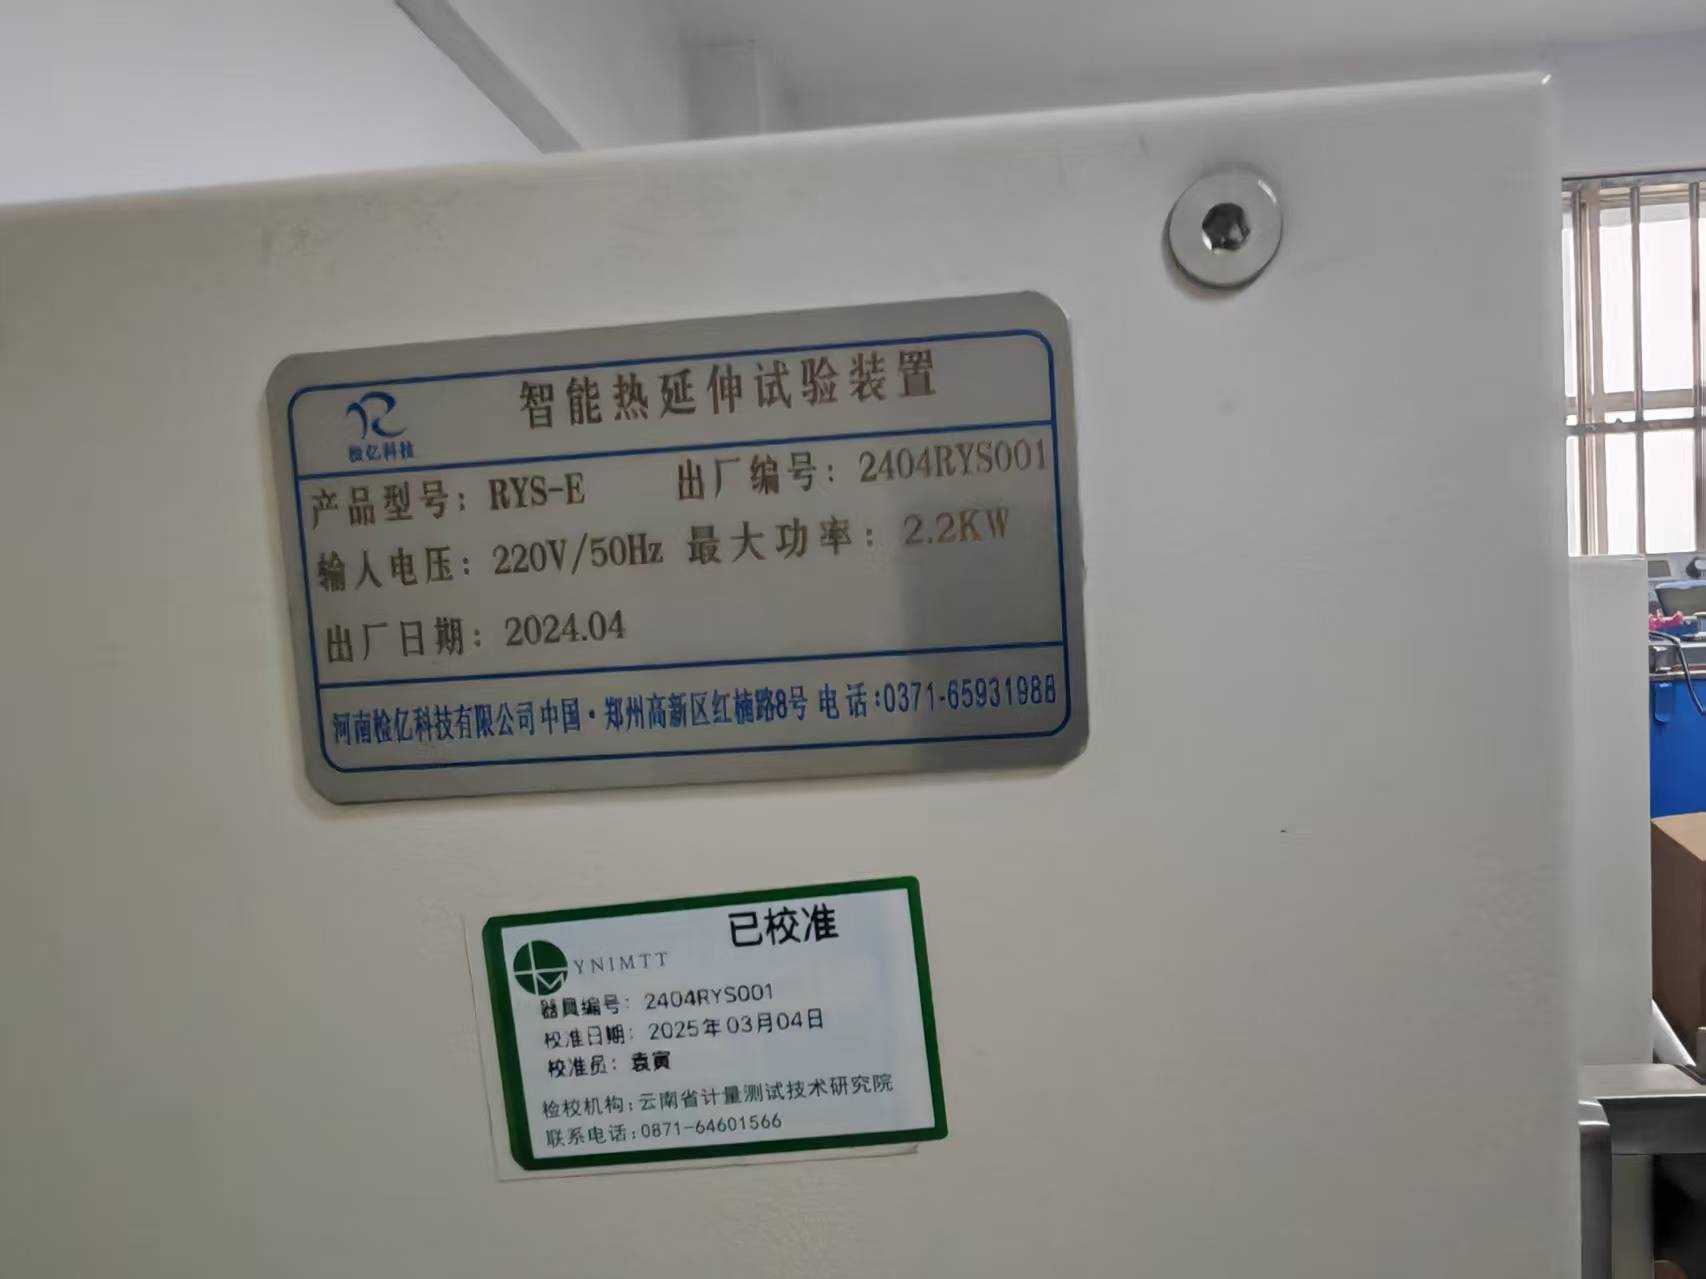 智能热延伸试验装置
检亿科技
产品型号：RYS-E 出厂编号：2404RYS001
输入电压：220V/50Hz 最大功率：2.2KW
出厂日期：2024.04
河南检亿科技有限公司 中国·郑州高新区红楠路8号 电话:0371-65931988
已校准
YNIMTT
器具编号：2404RYS001
校准日期：2025年03月04日
校准员：袁寅
检校机构：云南省计量测试技术研究院
联系电话：0871-64601566